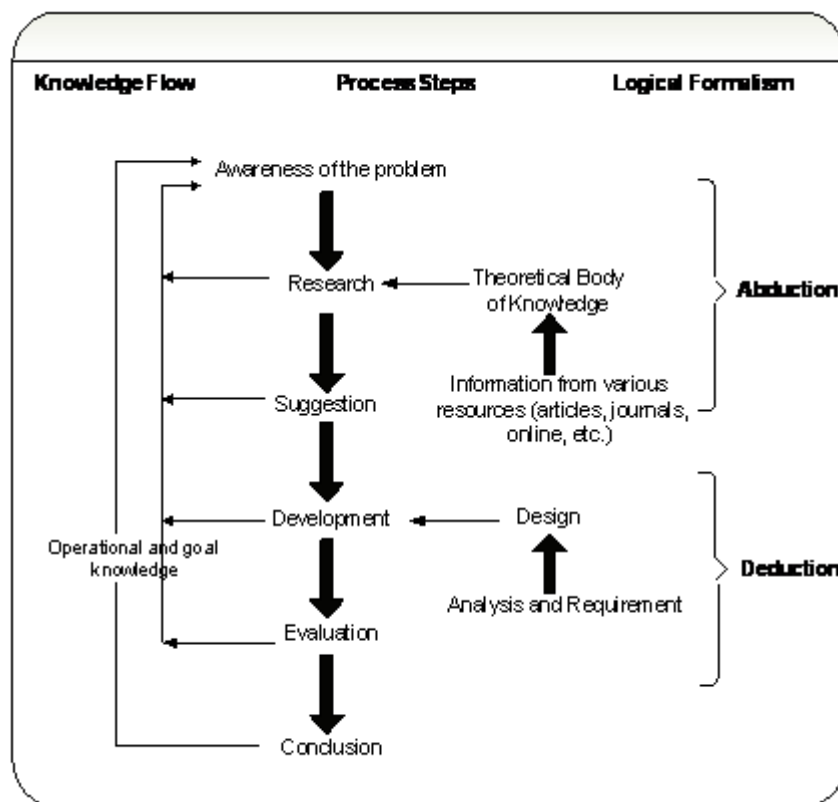 Knowledge Flow
Process Steps
Logical Formalism
Awareness of the problem
Research
Theoretical Body
of Knowledge
Abduction
Information from various
resources (articles, journals,
online, etc.)
Suggestion
Development
Design
Operational and goal
knowledge
Deduction
Analysis and Requirement
Evaluation
Conclusion